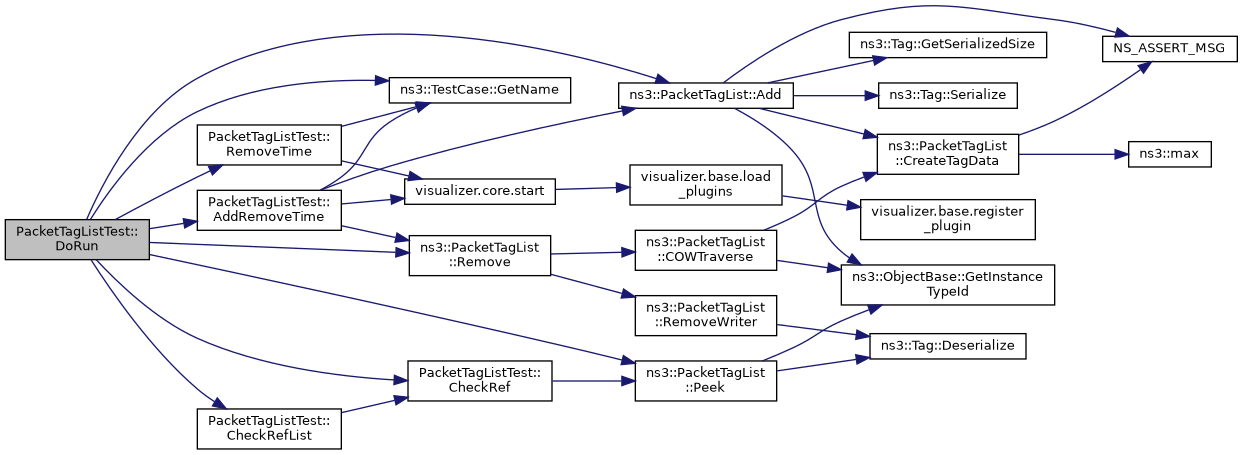 PacketTagListTest::
DoRun
PacketTagListTest::
RemoveTime
PacketTagListTest::
AddRemoveTime
PacketTagListTest::
CheckRefList
ns3::TestCase::GetName
visualizer.core.start
ns3::PacketTagList
::Remove
PacketTagListTest::
CheckRef
ns3::PacketTagList::Add
visualizer.base.load
_plugins
ns3::PacketTagList
::COWTraverse
ns3::PacketTagList
::RemoveWriter
ns3::PacketTagList
::Peek
ns3::Tag::GetSerializedSize
ns3::Tag::Serialize
ns3::PacketTagList
::CreateTagData
visualizer.base.register
_plugin
ns3::ObjectBase::GetInstance
TypeId
ns3::Tag::Deserialize
NS_ASSERT_MSG
ns3::max